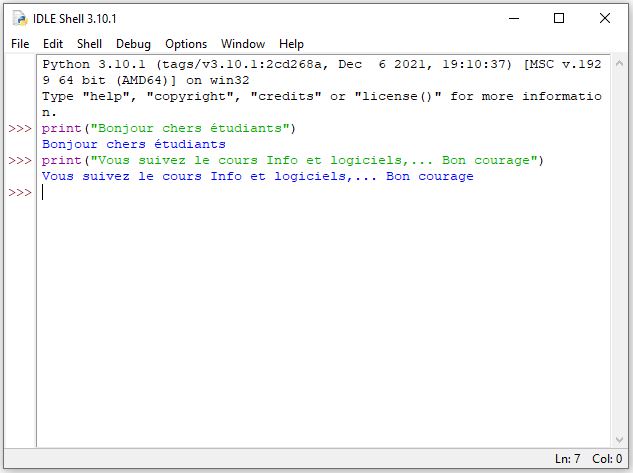 IDLE Shell 3.10.1
File Edit Shell Debug Options Window Help
Python 3.10.1 (tags/v3.10.1:2cd268a, Dec  6 2021, 19:10:37) [MSC v.192
9 64 bit (AMD64)] on win32
Type "help", "copyright", "credits" or "license()" for more informatio
n.
>>> print("Bonjour chers étudiants")
Bonjour chers étudiants
>>> print("Vous suivez le cours Info et logiciels,... Bon courage")
Vous suivez le cours Info et logiciels,... Bon courage
>>>
Ln: 7 Col: 0